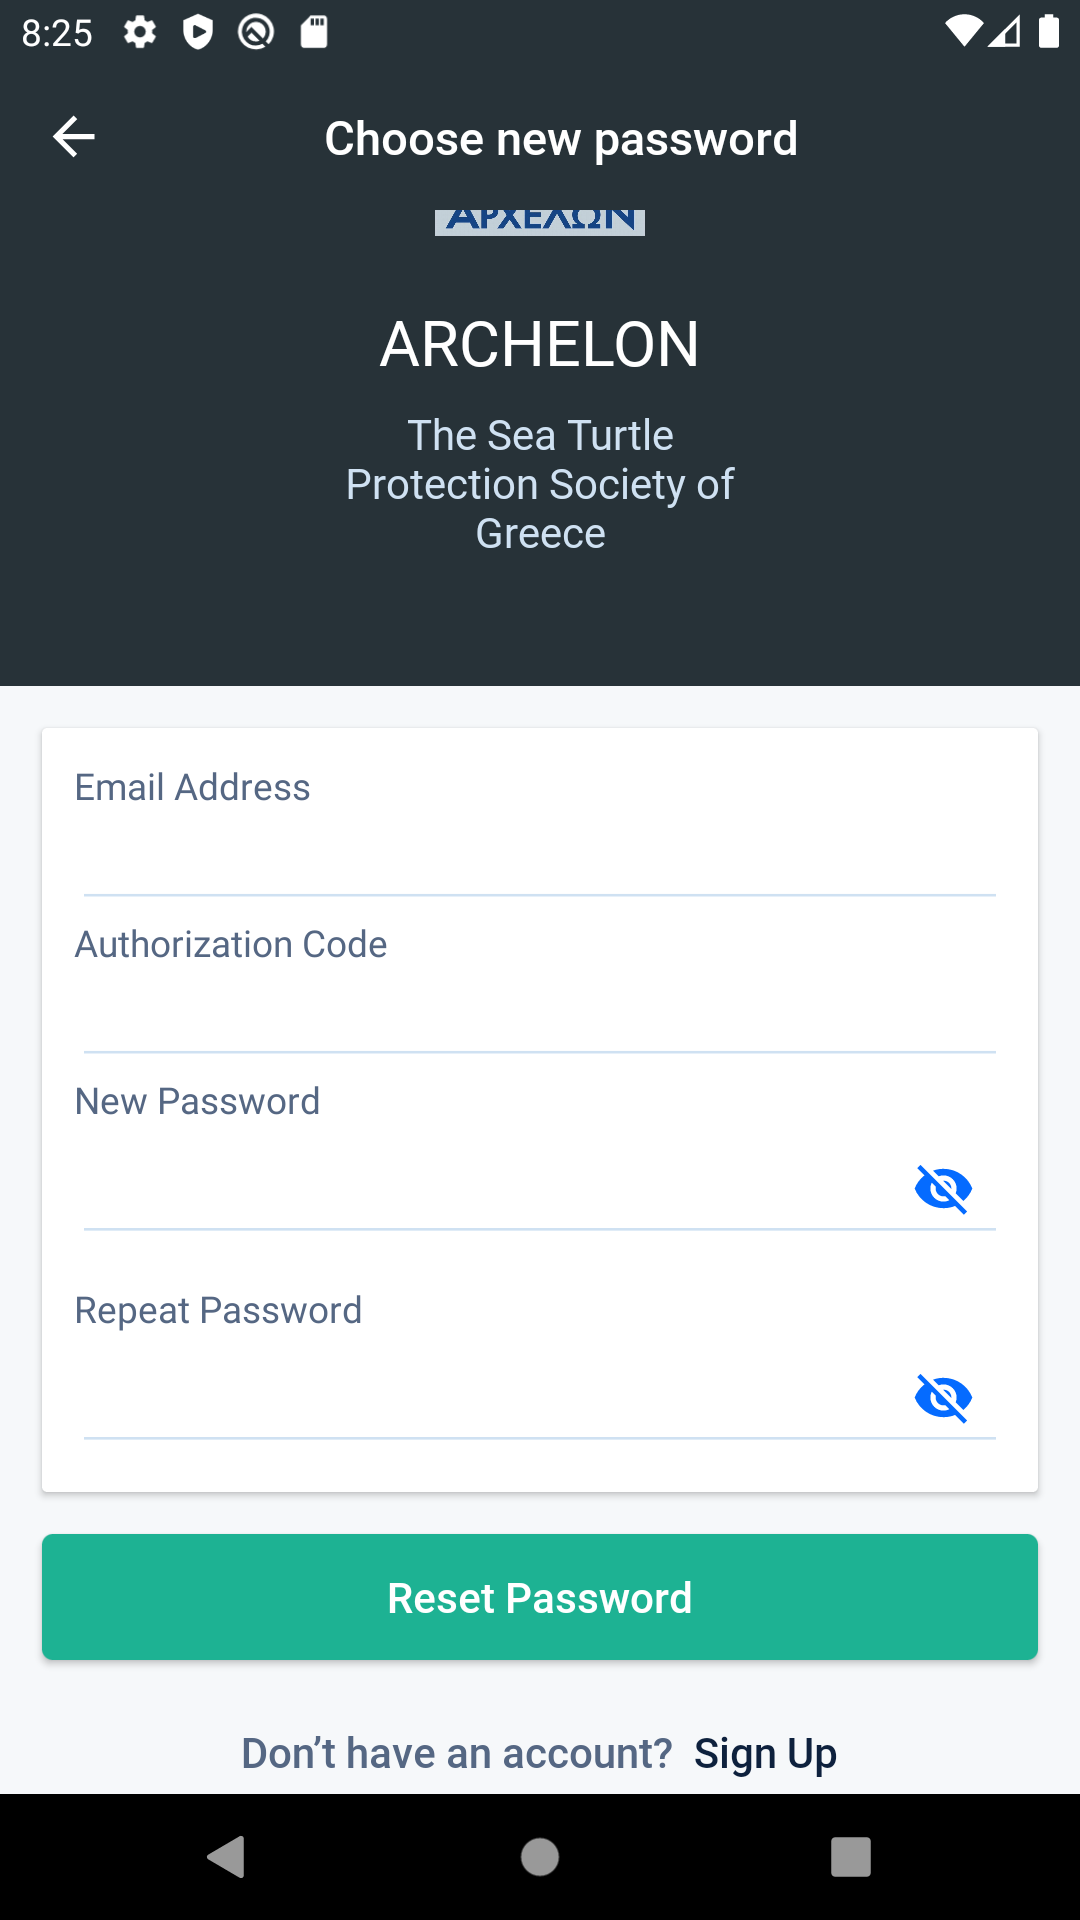 8:25
Choose new password
ΑΡΧΕΛΩΝ
ARCHELON
The Sea Turtle
Protection Society of
Greece
Email Address
Authorization Code
New Password
Repeat Password
Reset Password
Don’t have an account? Sign Up